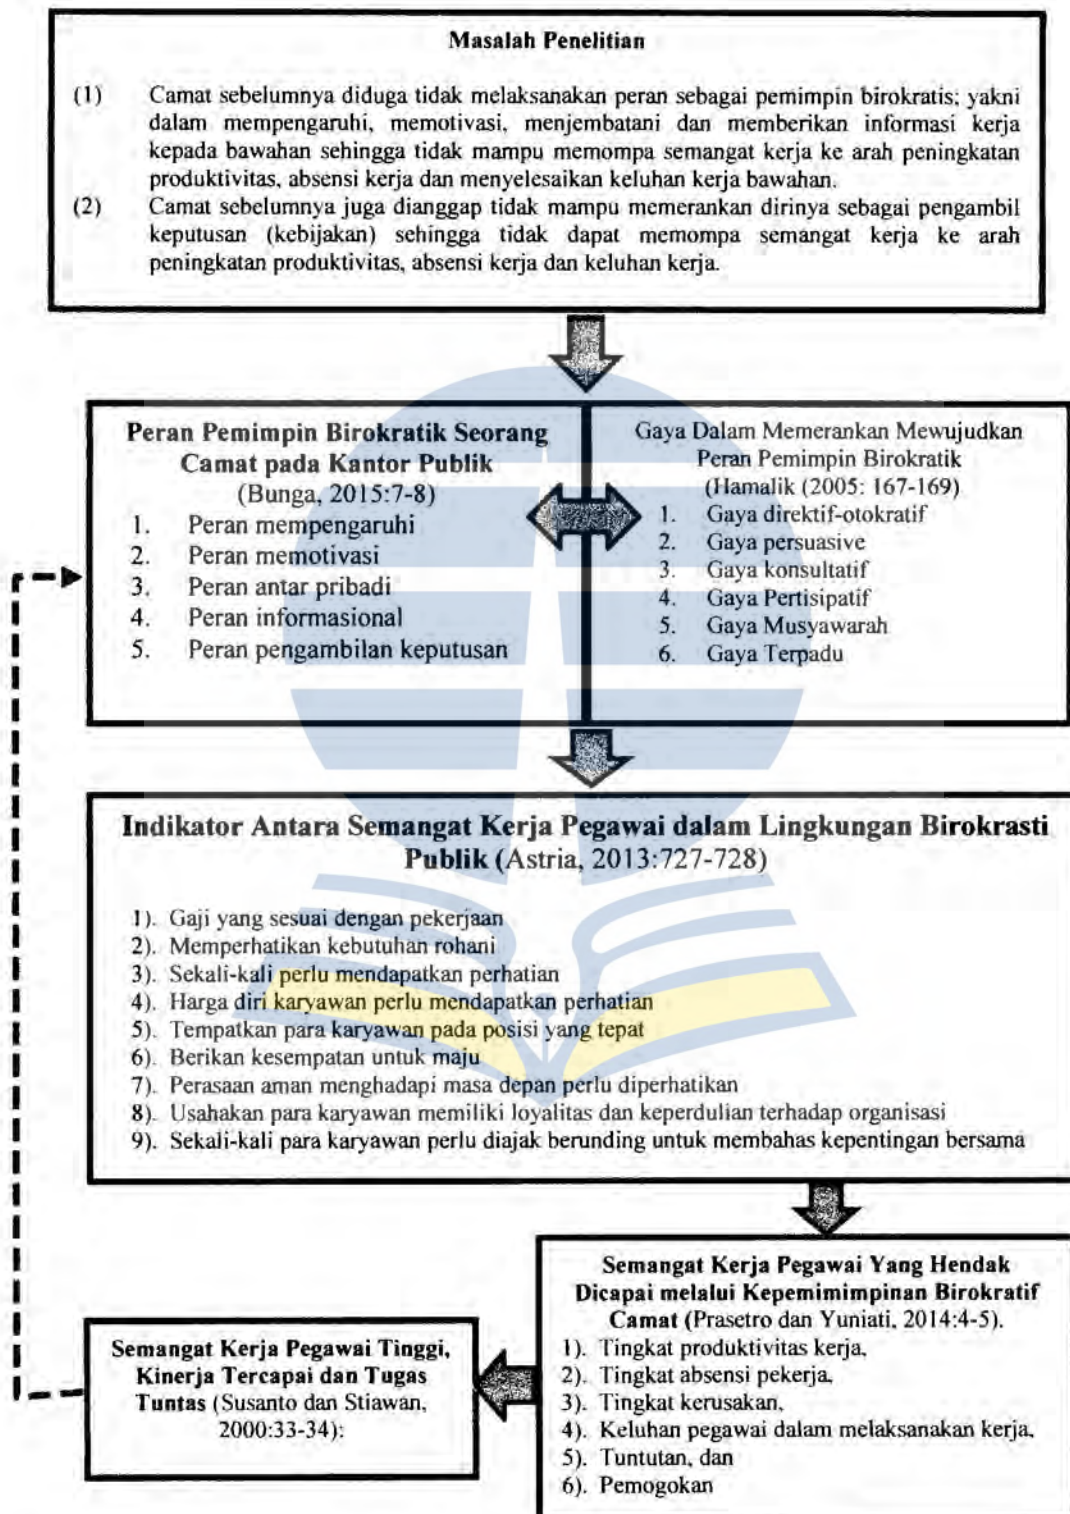 Masalah Penelitian
(1) Camat sebelumnya diduga tidak melaksanakan peran sebagai pemimpin birokratis; yakni
dalam mempengaruhi, memotivasi, menjembatani dan memberikan informasi kerja
kepada bawahan sehingga tidak mampu memompa semangat kerja ke arah peningkatan
produktivitas, absensi kerja dan menyelesaikan keluhan kerja bawahan.
(2) Camat sebelumnya juga dianggap tidak mampu memerankan dirinya sebagai pengambil
keputusan (kebijakan) sehingga tidak dapat memompa semangat kerja ke arah
peningkatan produktivitas, absensi kerja dan keluhan kerja.
Peran Pemimpin Birokratik Seorang
Camat pada Kantor Publik
(Bunga, 2015:7-8)
1. Peran mempengaruhi
2. Peran memotivasi
3. Peran antar pribadi
4. Peran informasional
5. Peran pengambilan keputusan
Gaya Dalam Memerankan Mewujudkan
Peran Pemimpin Birokratik
(Hamalik (2005: 167-169)
1. Gaya direktif-otokratif
2. Gaya persuasive
3. Gaya konsultatif
4. Gaya Pertisipatif
5. Gaya Musyawarah
6. Gaya Terpadu
Indikator Antara Semangat Kerja Pegawai dalam Lingkungan Birokrasti
Publik (Astria, 2013:727-728)
1). Gaji yang sesuai dengan pekerjaan
2). Memperhatikan kebutuhan rohani
3). Sekali-kali perlu mendapatkan perhatian
4). Harga diri karyawan perlu mendapatkan perhatian
5). Tempatkan para karyawan pada posisi yang tepat
6). Berikan kesempatan untuk maju
7). Perasaan aman menghadapi masa depan perlu diperhatikan
8). Usahakan para karyawan memiliki loyalitas dan keperdulian terhadap organisasi
9). Sekali-kali para karyawan perlu diajak berunding untuk membahas kepentingan bersama
Semangat Kerja Pegawai Yang Hendak
Dicapai melalui Kepemimimpinan Birokratif
Camat (Prasetro dan Yuniati, 2014:4-5).
1). Tingkat produktivitas kerja,
2). Tingkat absensi pekerja,
3). Tingkat kerusakan,
4). Keluhan pegawai dalam melaksanakan kerja,
5). Tuntutan, dan
6). Pemogokan
Semangat Kerja Pegawai Tinggi,
Kinerja Tercapai dan Tugas
Tuntas (Susanto dan Stiawan,
2000:33-34):